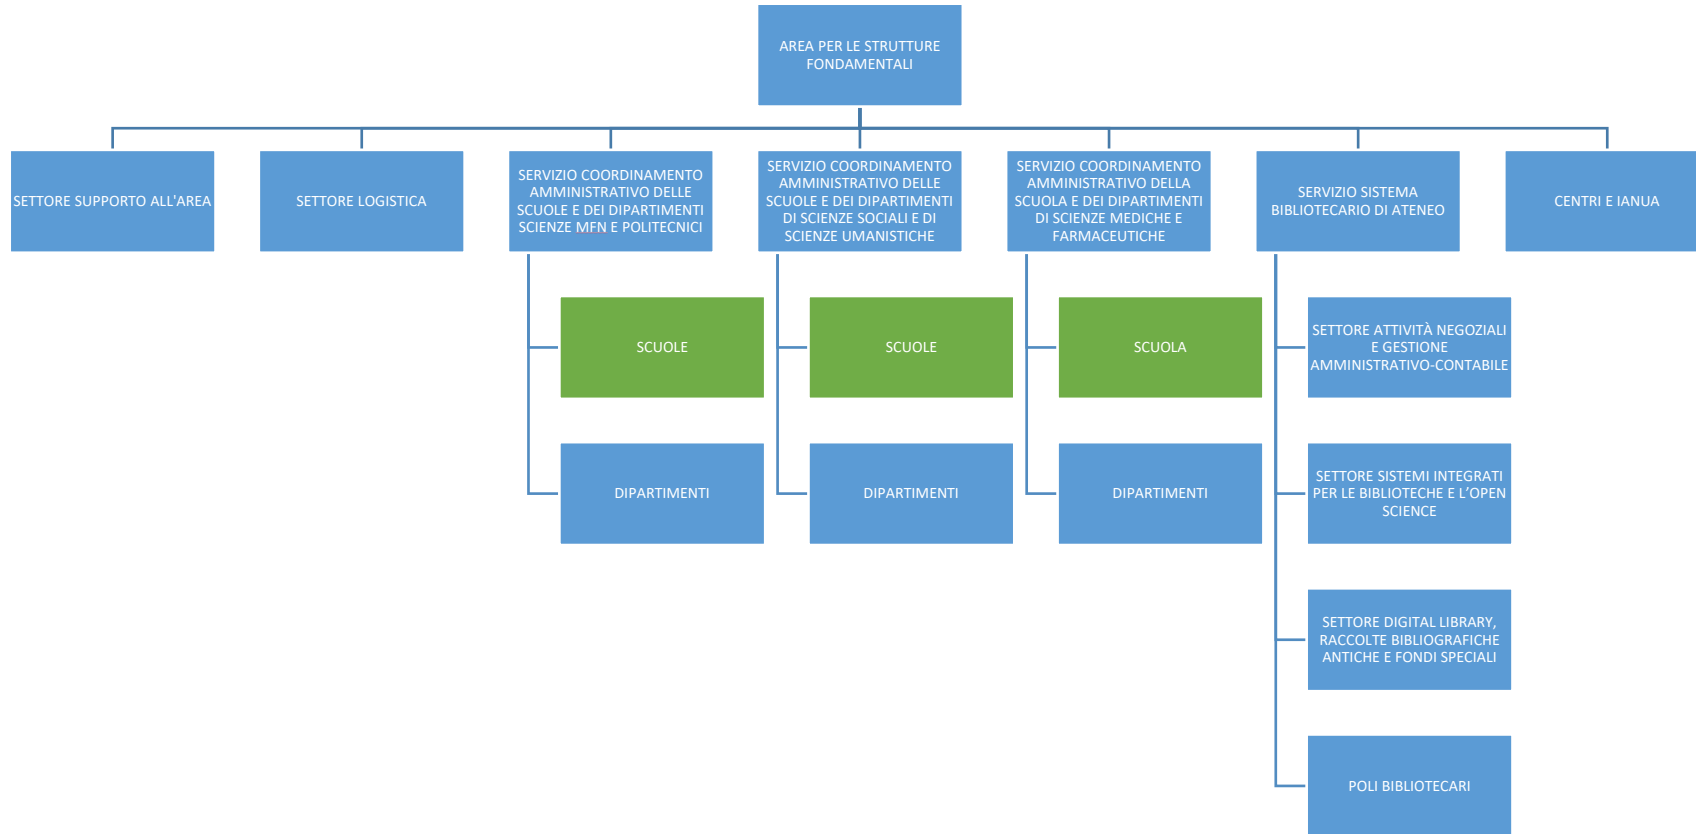 AREA PER LE STRUTTURE
FONDAMENTALI
SETTORE SUPPORTO ALL'AREA
SETTORE LOGISTICA
SERVIZIO COORDINAMENTO
AMMINISTRATIVO DELLE
SCUOLE E DEI DIPARTIMENTI
SCIENZE MFN E POLITECNICI
SERVIZIO COORDINAMENTO
AMMINISTRATIVO DELLE
SCUOLE E DEI DIPARTIMENTI
DI SCIENZE SOCIALI E DI
SCIENZE UMANISTICHE
SERVIZIO COORDINAMENTO
AMMINISTRATIVO DELLA
SCUOLA E DEI DIPARTIMENTI
DI SCIENZE MEDICHE E
FARMACEUTICHE
SERVIZIO SISTEMA
BIBLIOTECARIO DI ATENEO
CENTRI E IANUA
SCUOLE
SCUOLE
SCUOLA
SETTORE ATTIVITÀ NEGOZIALI
E GESTIONE
AMMINISTRATIVO-CONTABILE
DIPARTIMENTI
DIPARTIMENTI
DIPARTIMENTI
SETTORE SISTEMI INTEGRATI
PER LE BIBLIOTECHE E L’OPEN
SCIENCE
SETTORE DIGITAL LIBRARY,
RACCOLTE BIBLIOGRAFICHE
ANTICHE E FONDI SPECIALI
POLI BIBLIOTECARI